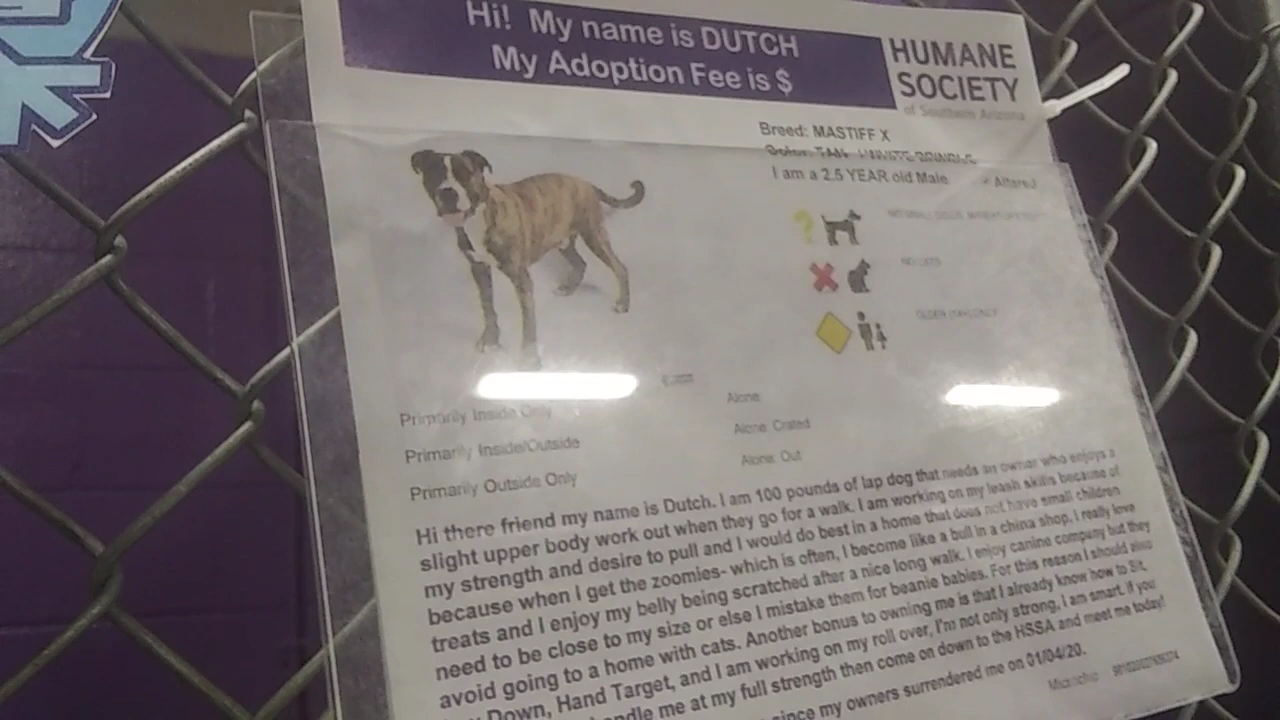 Hi! My name is DUTCH
My Adoption Fee is $
HUMANE
SOCIETY
of Southern Arizona
Breed: MASTIFF X
I am a 2.5 YEAR old Male Altered
?
NO CATS
Primarily Inside Only
Primarily Inside/Outside
Primarily Outside Only
Alone:
Alone: Crated
Alone: Out
Hi there friend my name is Dutch. I am 100 pounds of lap dog that needs an owner who enjoys a
slight upper body work out when they go for a walk. I am working on my leash skills because of
my strength and desire to pull and I would do best in a home that does not have small children
because when I get the zoomies- which is often, I become like a bull in a china shop. I really love
treats and I enjoy my belly being scratched after a nice long walk. I enjoy canine company but they
need to be close to my size or else I mistake them for beanie babies. For this reason I should also
avoid going to a home with cats. Another bonus to owning me is that I already know how to Sit,
Down, Hand Target, and I am working on my roll over, I'm not only strong, I am smart. If you
me at my full strength then come on down to the HSSA and meet me today!
since my owners surrendered me on 01/04/20.
Microchip: